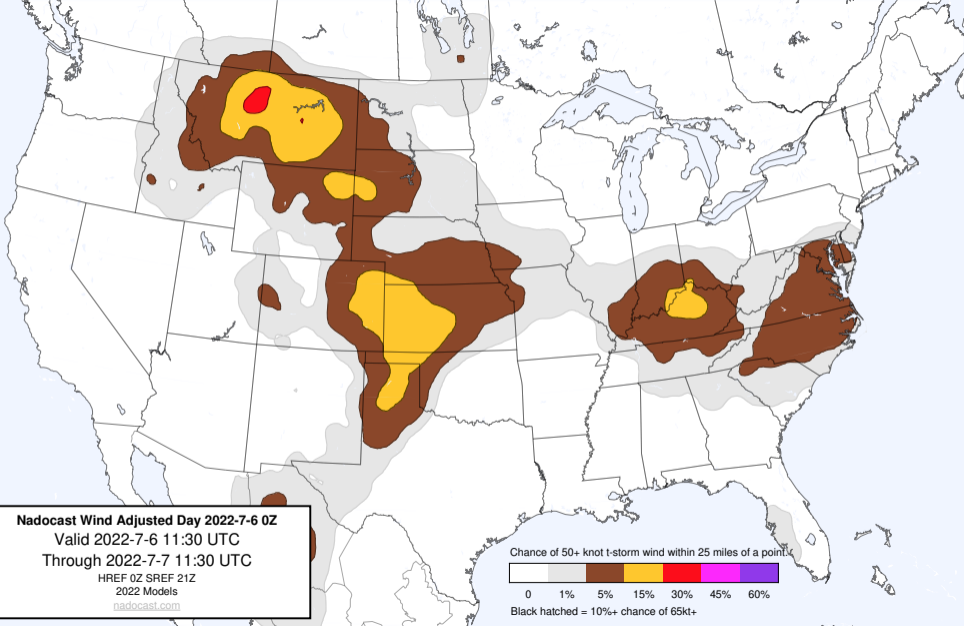 Nadocast Wind Adjusted Day 2022-7-6 0Z
Valid 2022-7-6 11:30 UTC
Through 2022-7-7 11:30 UTC
HREF 0Z SREF 21Z
2022 Models
nadocast.com
Chance of 50+ knot t-storm wind within 25 miles of a point.
0 1% 5% 15% 30% 45% 60%
Black hatched = 10%+ chance of 65kt+